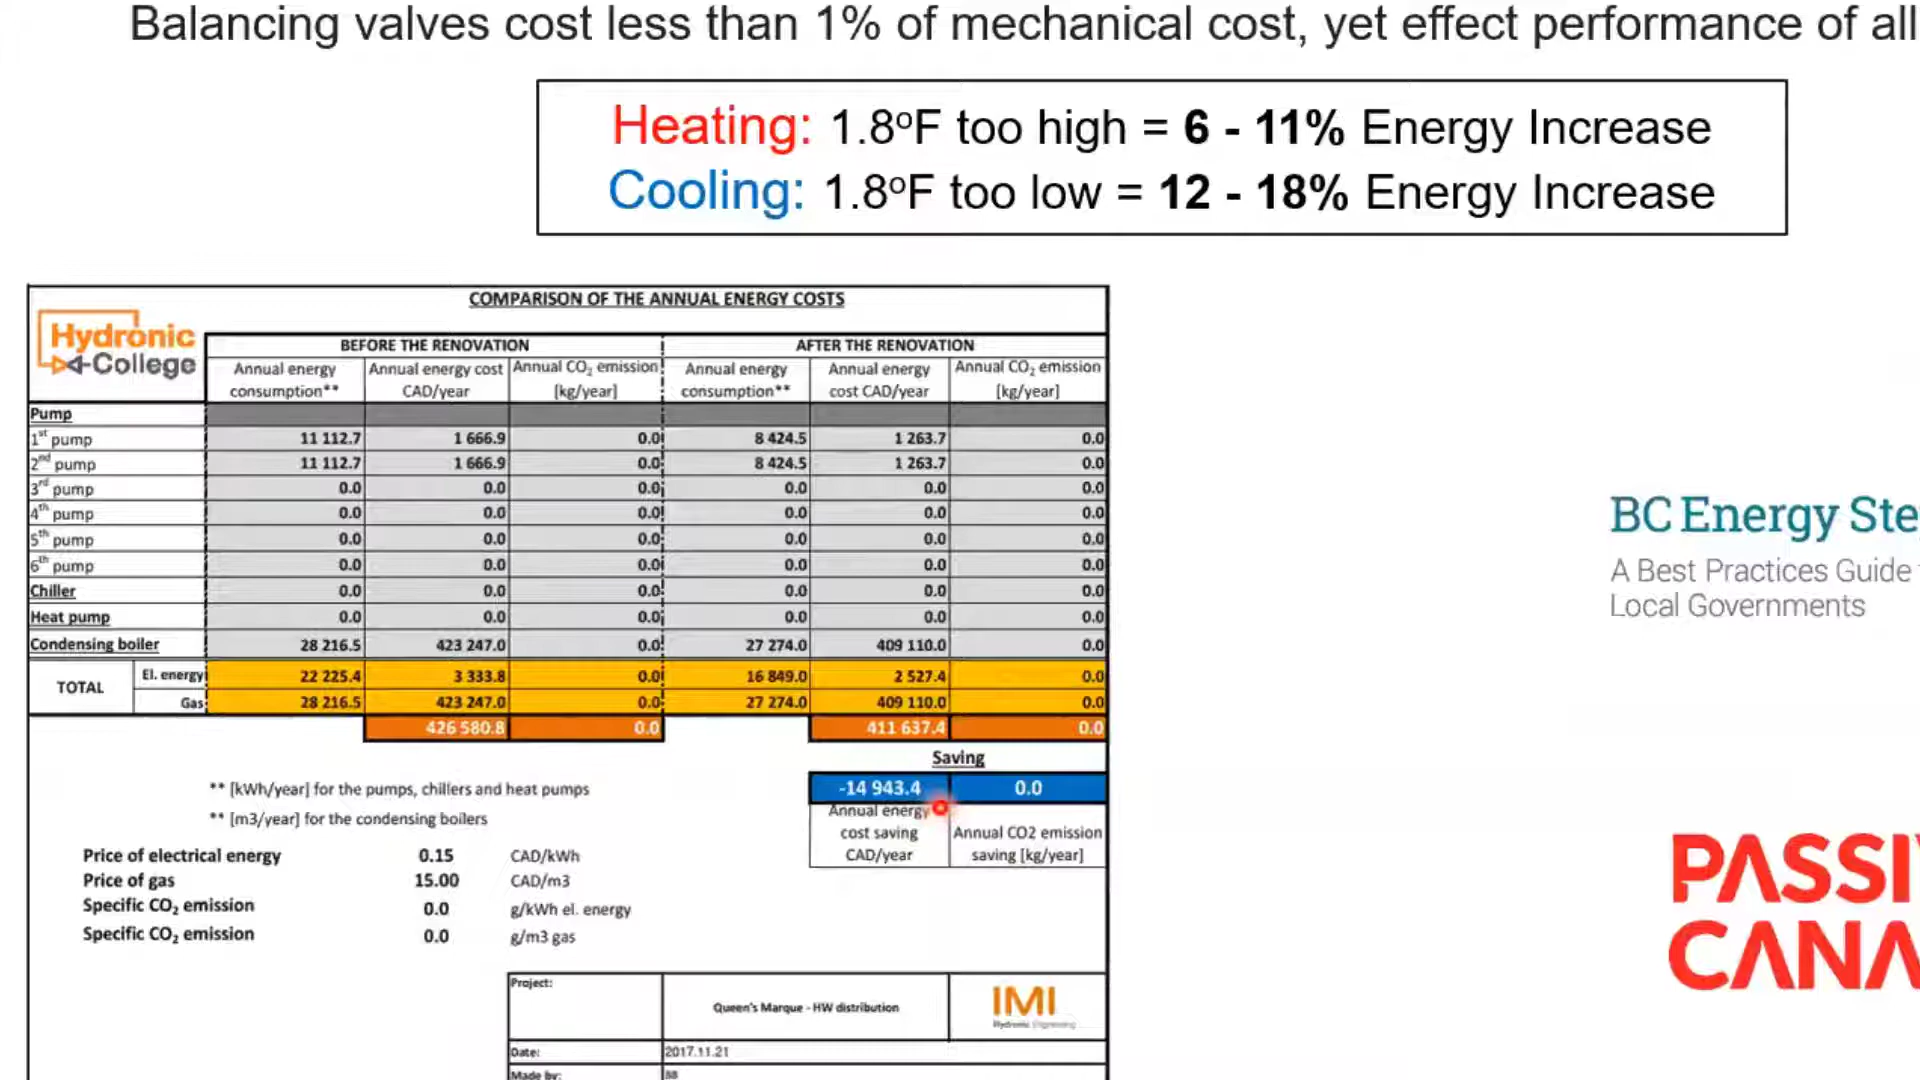 Balancing valves cost less than 1% of mechanical cost, yet effect performance of all
Heating: 1.8ºF too high = 6 - 11% Energy Increase
Cooling: 1.8ºF too low = 12 - 18% Energy Increase
COMPARISON OF THE ANNUAL ENERGY COSTS
Hydronic
College
BEFORE THE RENOVATION AFTER THE RENOVATION
Annual energy consumption** Annual energy cost CAD/year Annual CO₂ emission [kg/year] Annual energy consumption** Annual energy cost CAD/year Annual CO₂ emission [kg/year]
Pump
1st pump 11 112.7 1 666.9 0.0 8 424.5 1 263.7 0.0
2nd pump 11 112.7 1 666.9 0.0 8 424.5 1 263.7 0.0
3rd pump 0.0 0.0 0.0 0.0 0.0 0.0
4th pump 0.0 0.0 0.0 0.0 0.0 0.0
5th pump 0.0 0.0 0.0 0.0 0.0 0.0
6th pump 0.0 0.0 0.0 0.0 0.0 0.0
Chiller 0.0 0.0 0.0 0.0 0.0 0.0
Heat pump 0.0 0.0 0.0 0.0 0.0 0.0
Condensing boiler 28 216.5 423 247.0 0.0 27 274.0 409 110.0 0.0
TOTAL El. energy 22 225.4 3 333.8 0.0 16 849.0 2 527.4 0.0
Gas 28 216.5 423 247.0 0.0 27 274.0 409 110.0 0.0
426 580.8 0.0 411 637.4 0.0
Saving
-14 943.4 0.0
Annual energy cost saving CAD/year Annual CO2 emission saving [kg/year]
** [kWh/year] for the pumps, chillers and heat pumps
** [m3/year] for the condensing boilers
Price of electrical energy 0.15 CAD/kWh
Price of gas 15.00 CAD/m3
Specific CO₂ emission 0.0 g/kWh el. energy
Specific CO₂ emission 0.0 g/m3 gas
Project: Queen's Marque - HW distribution IMI
Hydronic Engineering
Date: 2017.11.21
Made by:
BC Energy Ste
A Best Practices Guide
Local Governments
PASSI
CANA